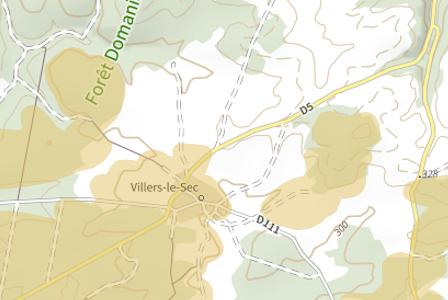 Forêt Domani
D5
328
Villers-le-Sec
D111
300